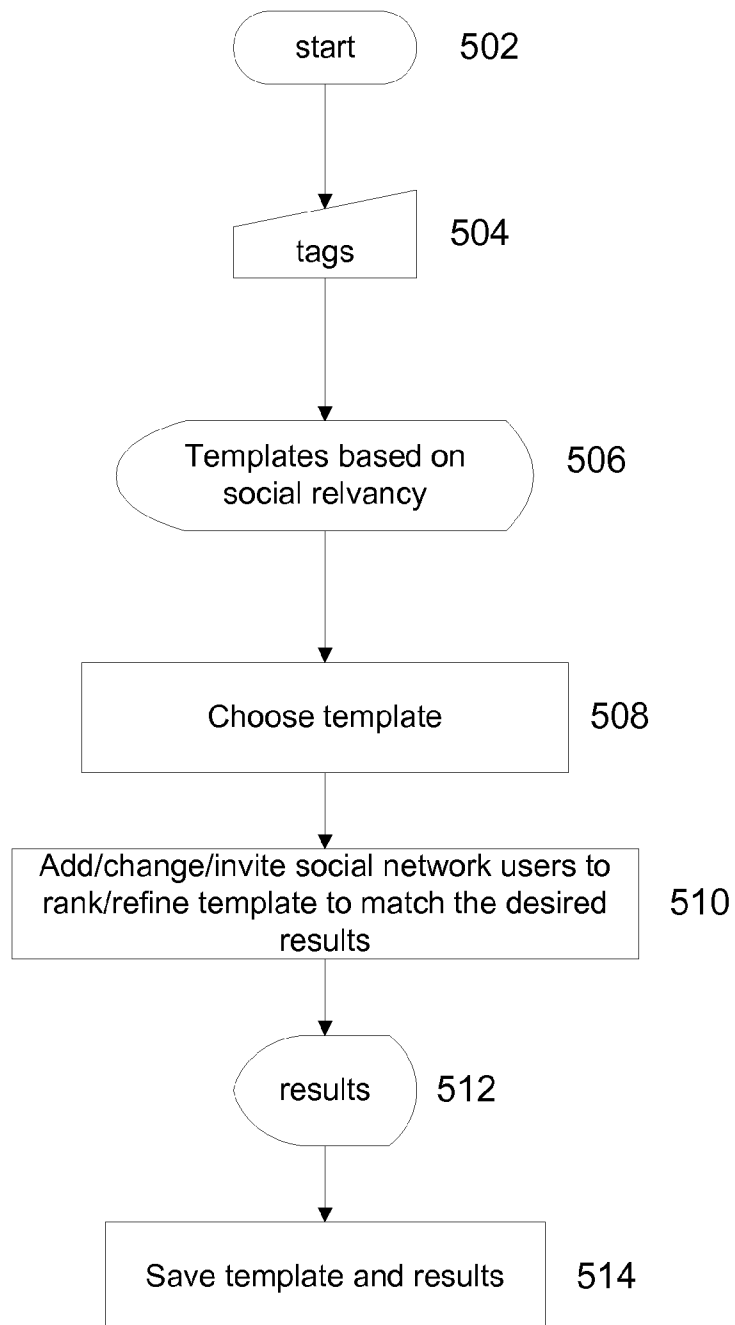 start 502
tags 504
Templates based on
social relvancy
506
Choose template 508
Add/change/invite social network users to
rank/refine template to match the desired
results
510
results 512
Save template and results 514